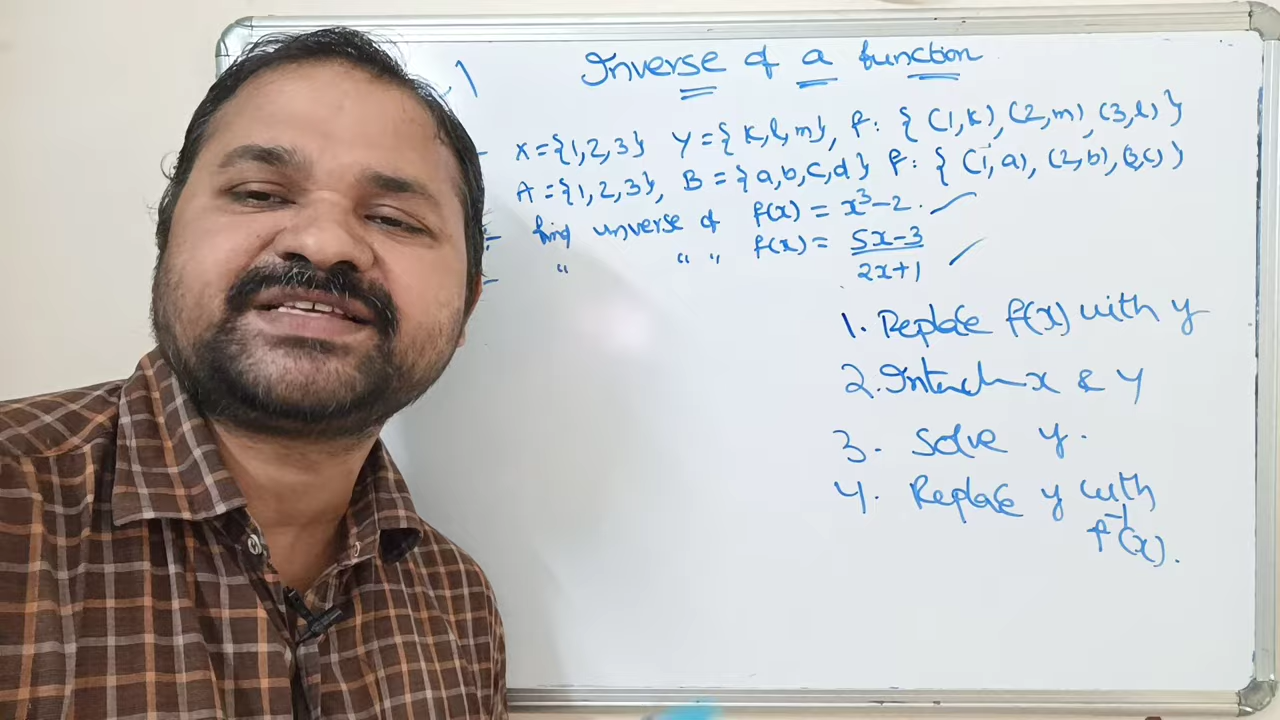 Inverse of a function
X={1,2,3} Y={k,l,m}, f: {(1,k),(2,m),(3,l)}
A={1,2,3}, B={a,b,c,d} f: {(1,a),(2,b),(3,c)}
find inverse of f(x) = x³-2.
" " " f(x) = 5x-3
2x+1
1. Replace f(x) with y
2. x & y
3. Solve y.
4. Replace y with
f⁻¹(x).